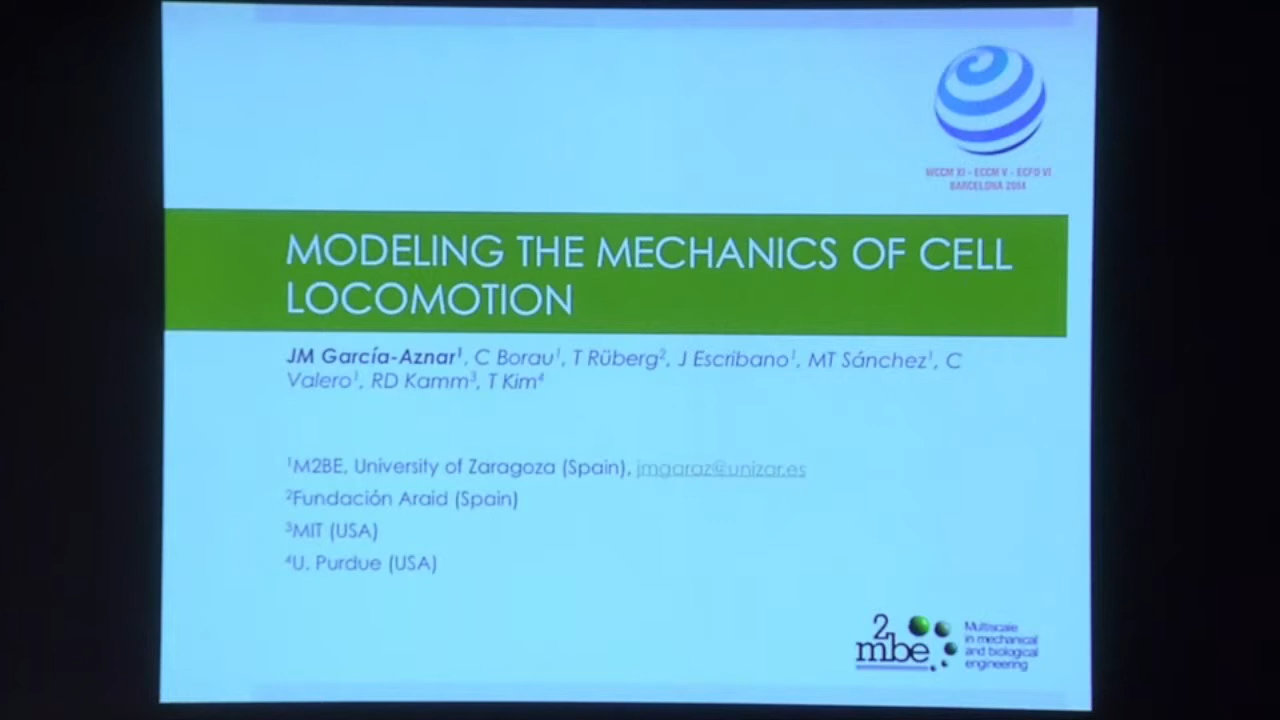 WCCM XI - ECCM V - ECFD VI
BARCELONA 2014
MODELING THE MECHANICS OF CELL
LOCOMOTION
JM García-Aznar¹, C Borau¹, T Rüberg², J Escribano¹, MT Sánchez¹, C
Valero¹, RD Kamm³, T Kim⁴
¹M2BE, University of Zaragoza (Spain), jmgaraz@unizar.es
²Fundación Araid (Spain)
³MIT (USA)
⁴U. Purdue (USA)
2
mbe
Multiscale
in mechanical
and biological
engineering